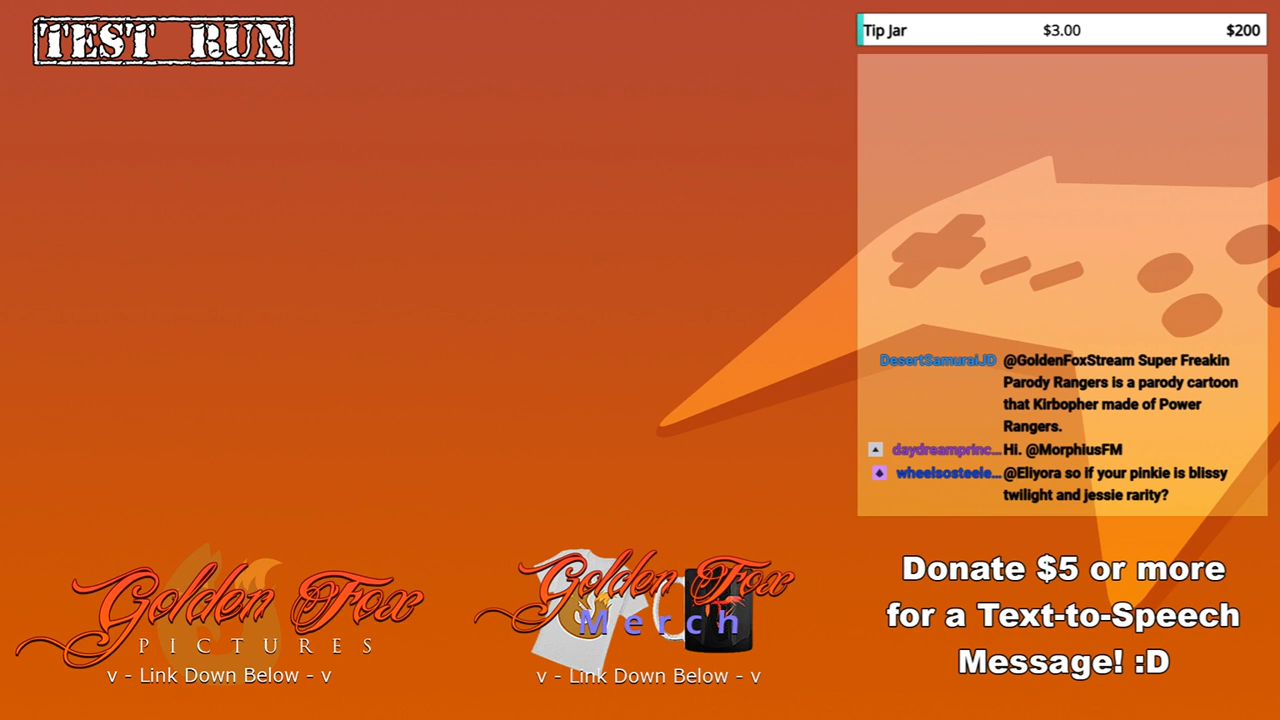 TEST RUN
Tip Jar $3.00 $200
DesertSamuraiJD @GoldenFoxStream Super Freakin
Parody Rangers is a parody cartoon
that Kirbopher made of Power
Rangers.
daydreamprinc... Hi. @MorphiusFM
wheelsosteele... @Eliyora so if your pinkie is blissy
twilight and jessie rarity?
Golden Fox
PICTURES
v - Link Down Below - v
Golden Fox
Merch
v - Link Down Below - v
Donate $5 or more
for a Text-to-Speech
Message! :D